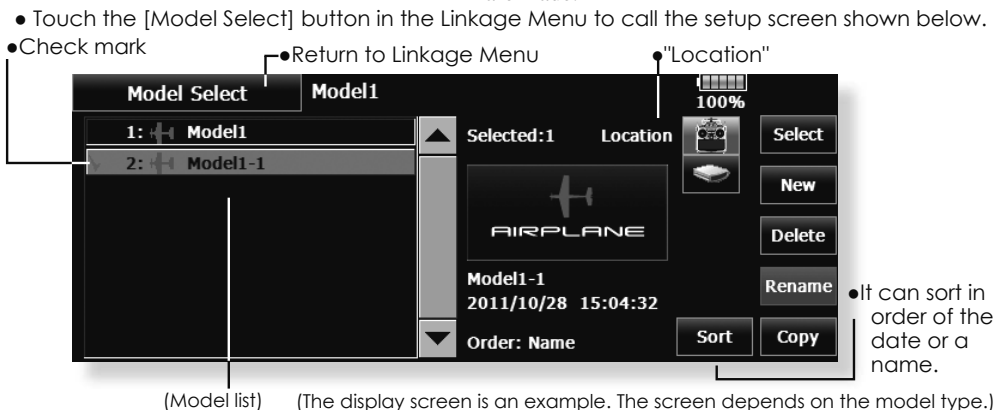 ● Touch the [Model Select] button in the Linkage Menu to call the setup screen shown below.
●Check mark
●Return to Linkage Menu
●"Location"
Model Select
Model1
100%
1: Model1
2: Model1-1
Selected:1
Location
Select
New
AIRPLANE
Delete
Model1-1
2011/10/28 15:04:32
Rename
Order: Name
Sort
Copy
●It can sort in
order of the
date or a
name.
(Model list)
(The display screen is an example. The screen depends on the model type.)